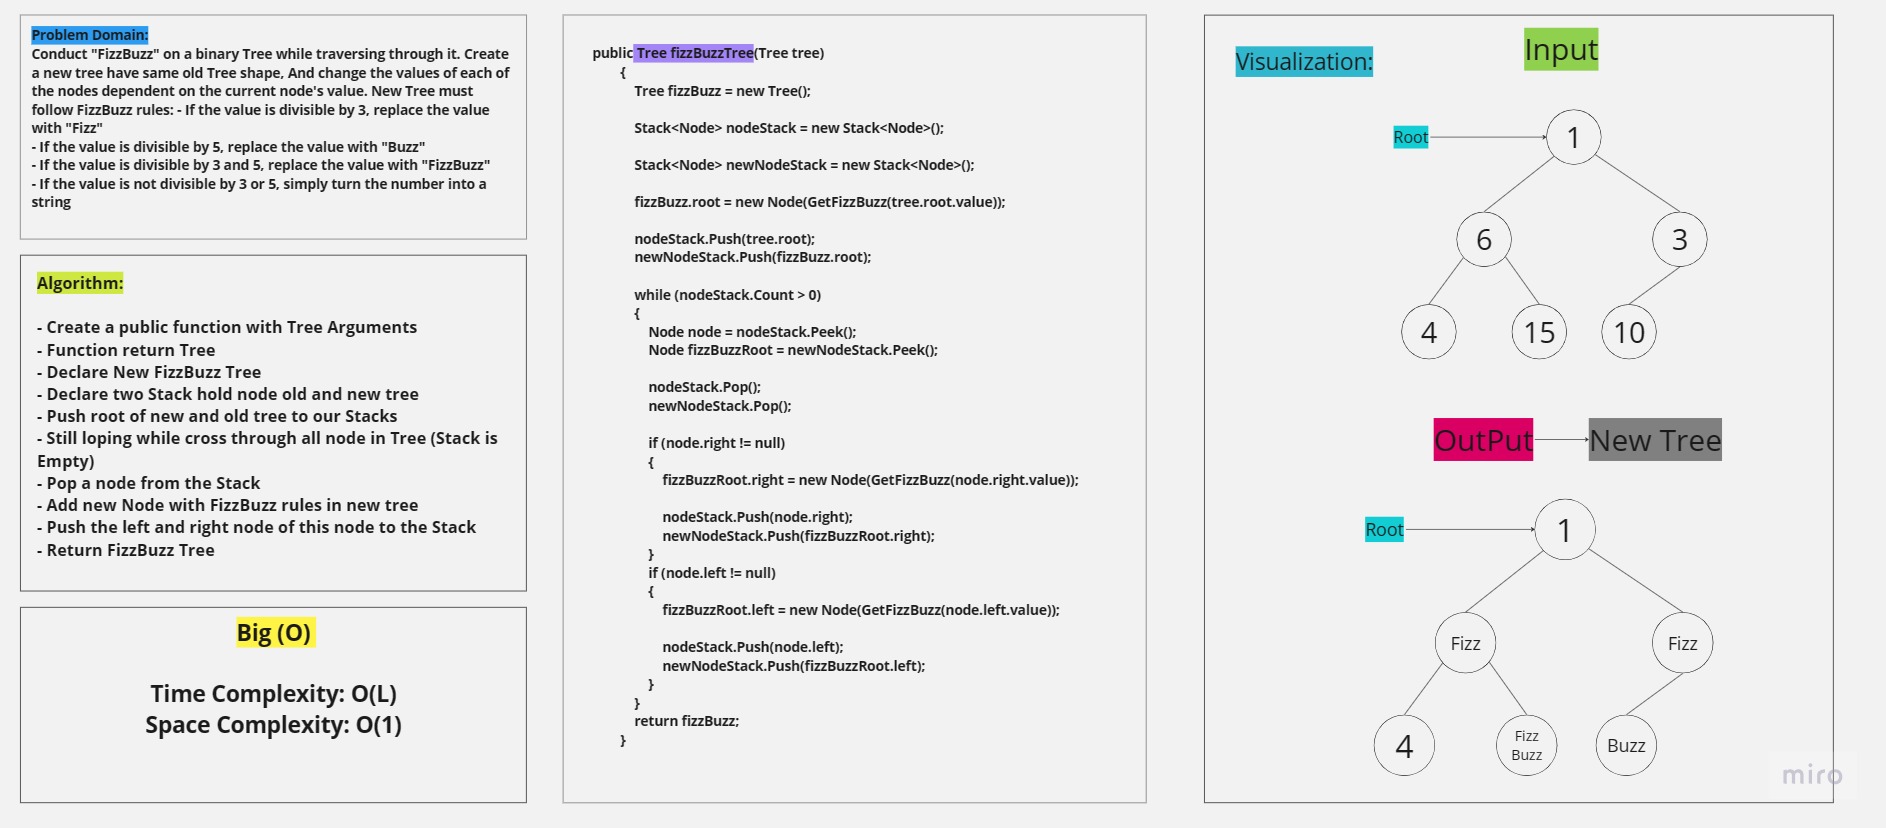 Problem Domain:
Conduct "FizzBuzz" on a binary Tree while traversing through it. Create
a new tree have same old Tree shape, And change the values of each of
the nodes dependent on the current node's value. New Tree must
follow FizzBuzz rules: - If the value is divisible by 3, replace the value
with "Fizz"
- If the value is divisible by 5, replace the value with "Buzz"
- If the value is divisible by 3 and 5, replace the value with "FizzBuzz"
- If the value is not divisible by 3 or 5, simply turn the number into a
string
Algorithm:
- Create a public function with Tree Arguments
- Function return Tree
- Declare New FizzBuzz Tree
- Declare two Stack hold node old and new tree
- Push root of new and old tree to our Stacks
- Still loping while cross through all node in Tree (Stack is
Empty)
- Pop a node from the Stack
- Add new Node with FizzBuzz rules in new tree
- Push the left and right node of this node to the Stack
- Return FizzBuzz Tree
Big (O)
Time Complexity: O(L)
Space Complexity: O(1)
public Tree fizzBuzzTree(Tree tree)
{
Tree fizzBuzz = new Tree();
Stack<Node> nodeStack = new Stack<Node>();
Stack<Node> newNodeStack = new Stack<Node>();
fizzBuzz.root = new Node(GetFizzBuzz(tree.root.value));
nodeStack.Push(tree.root);
newNodeStack.Push(fizzBuzz.root);
while (nodeStack.Count > 0)
{
Node node = nodeStack.Peek();
Node fizzBuzzRoot = newNodeStack.Peek();
nodeStack.Pop();
newNodeStack.Pop();
if (node.right != null)
{
fizzBuzzRoot.right = new Node(GetFizzBuzz(node.right.value));
nodeStack.Push(node.right);
newNodeStack.Push(fizzBuzzRoot.right);
}
if (node.left != null)
{
fizzBuzzRoot.left = new Node(GetFizzBuzz(node.left.value));
nodeStack.Push(node.left);
newNodeStack.Push(fizzBuzzRoot.left);
}
}
return fizzBuzz;
}
Visualization:
Input
Root
1
6
3
4
15
10
OutPut
New Tree
Root
1
Fizz
Fizz
4
Fizz
Buzz
Buzz
miro